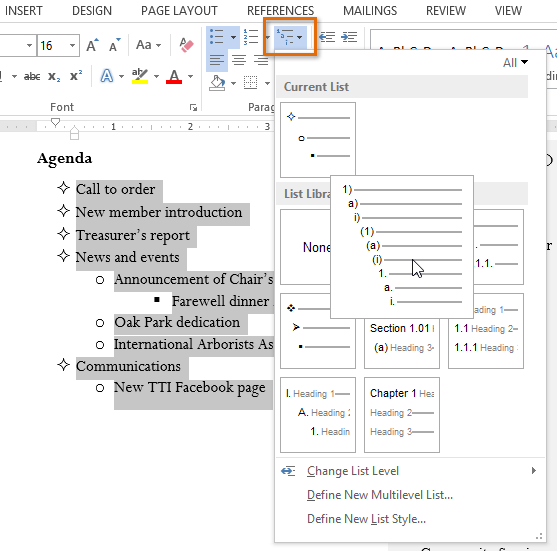 INSERT DESIGN PAGE LAYOUT REFERENCES MAILINGS REVIEW VIEW
16 A A Aa
abc X₂ X² A A
Font Parag
All
Current List
1 2 3
Agenda
Call to order
New member introduction
Treasurer's report
News and events
o Announcement of Chair's
Farewell dinner
o Oak Park dedication
o International Arborists As
Communications
o New TTI Facebook page
o
List Libra
None
1)
a)
i)
(1)
(a)
(i)
1.
a.
i.
1.1.
Section 1.01
(a) Heading 3
ding 1
1.1 Heading 2
1.1.1 Heading 3
I. Heading 1
A. Heading 2
1. Headin
Chapter 1 Hea
Heading 2
Heading 3
Change List Level
Define New Multilevel List...
Define New List Style...